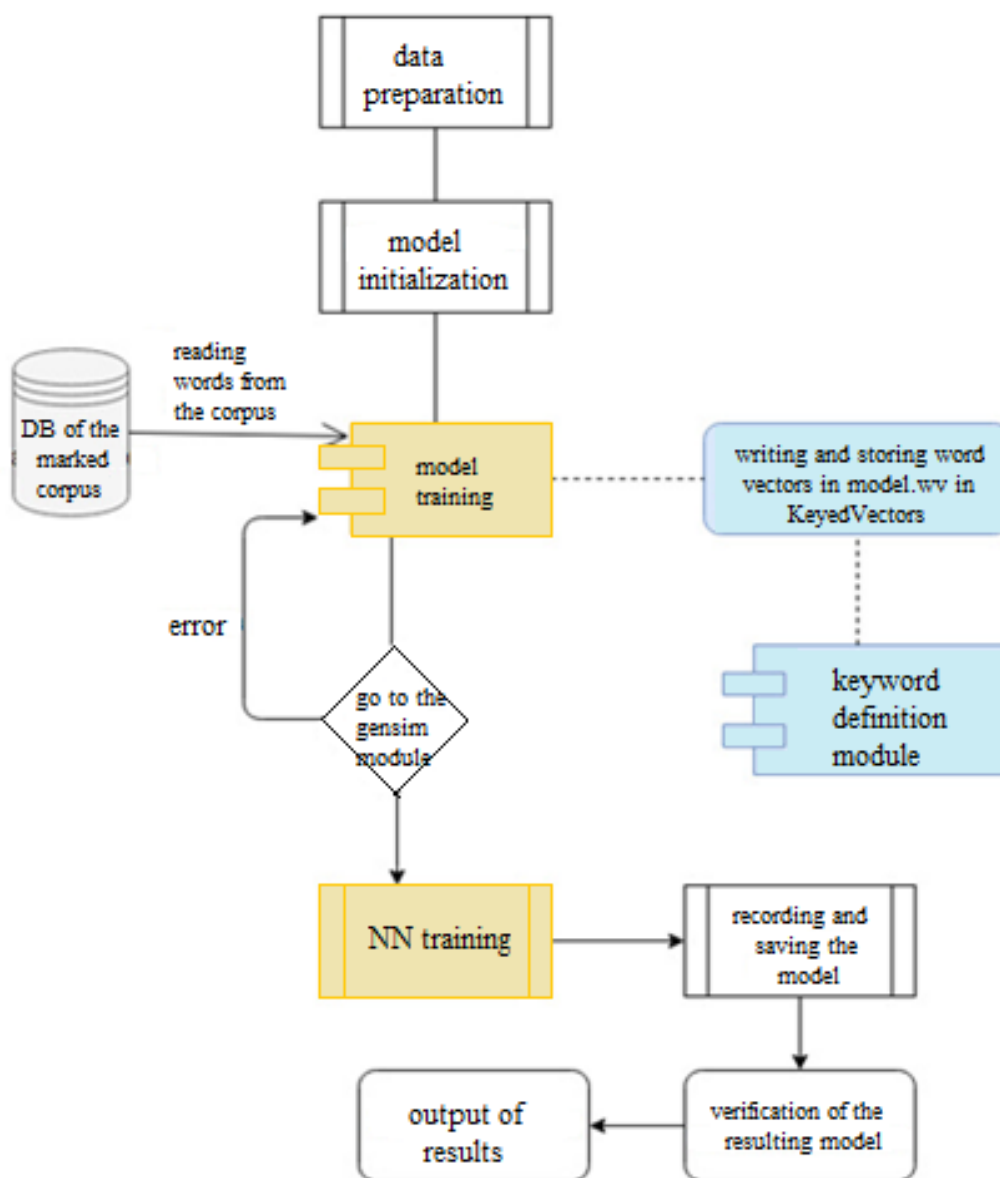 data
preparation
model
initialization
reading
words from
the corpus
DB of the
marked
corpus
model
training
writing and storing word
vectors in model.wv in
KeyedVectors
error
go to the
gensim
module
keyword
definition
module
NN training
recording and
saving the
model
verification of the
resulting model
output of
results